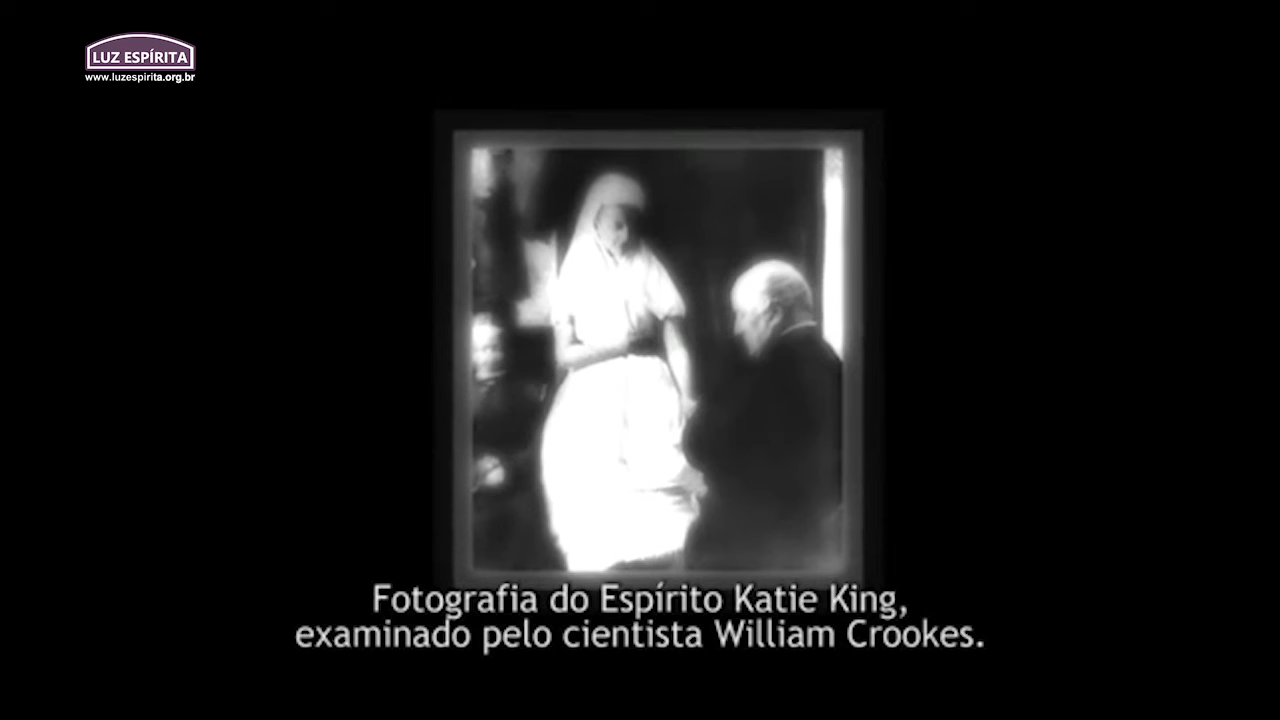 LUZ ESPÍRITA
www.luzespirita.org.br
Fotografia do Espírito Katie King,
examinado pelo cientista William Crookes.